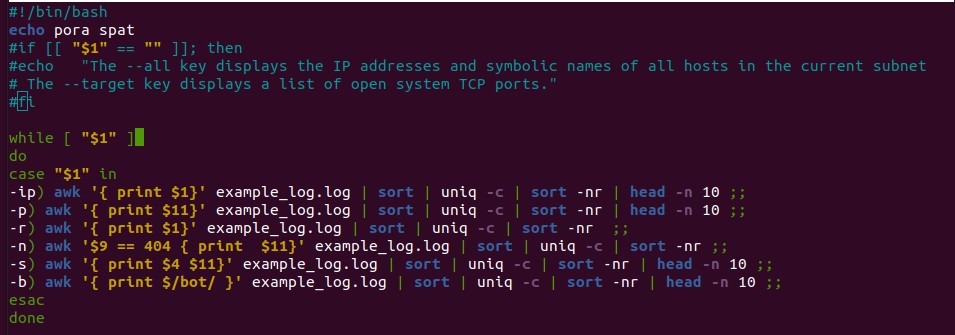 #!/bin/bash
echo pora spat
#if [[ "$1" == "" ]]; then
#echo   "The --all key displays the IP addresses and symbolic names of all hosts in the current subnet
# The --target key displays a list of open system TCP ports."
#fi
while [ "$1" ]
do
case "$1" in
-ip) awk '{ print $1}' example_log.log | sort | uniq -c | sort -nr | head -n 10 ;;
-p) awk '{ print $11}' example_log.log | sort | uniq -c | sort -nr | head -n 10 ;;
-r) awk '{ print $1}' example_log.log | sort | uniq -c | sort -nr  ;;
-n) awk '$9 == 404 { print  $11}' example_log.log | sort | uniq -c | sort -nr ;;
-s) awk '{ print $4 $11}' example_log.log | sort | uniq -c | sort -nr | head -n 10 ;;
-b) awk '{ print $/bot/ }' example_log.log | sort | uniq -c | sort -nr | head -n 10 ;;
esac
done